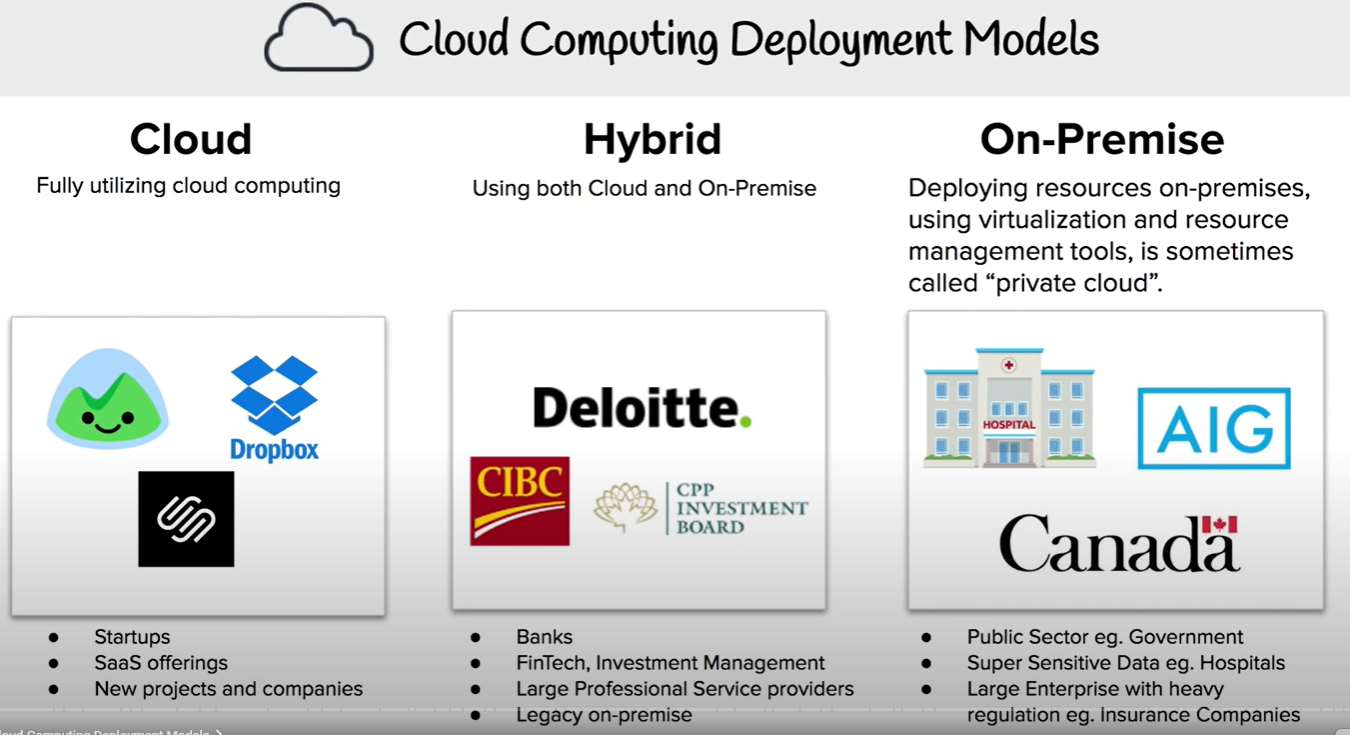 Cloud Computing Deployment Models
Cloud
Fully utilizing cloud computing
Dropbox
● Startups
● SaaS offerings
● New projects and companies
Hybrid
Using both Cloud and On-Premise
Deloitte.
CIBC
CPP
INVESTMENT
BOARD
● Banks
● FinTech, Investment Management
● Large Professional Service providers
● Legacy on-premise
On-Premise
Deploying resources on-premises,
using virtualization and resource
management tools, is sometimes
called “private cloud”.
HOSPITAL
AIG
Canada
● Public Sector eg. Government
● Super Sensitive Data eg. Hospitals
● Large Enterprise with heavy
regulation eg. Insurance Companies
Computing Deployment Models